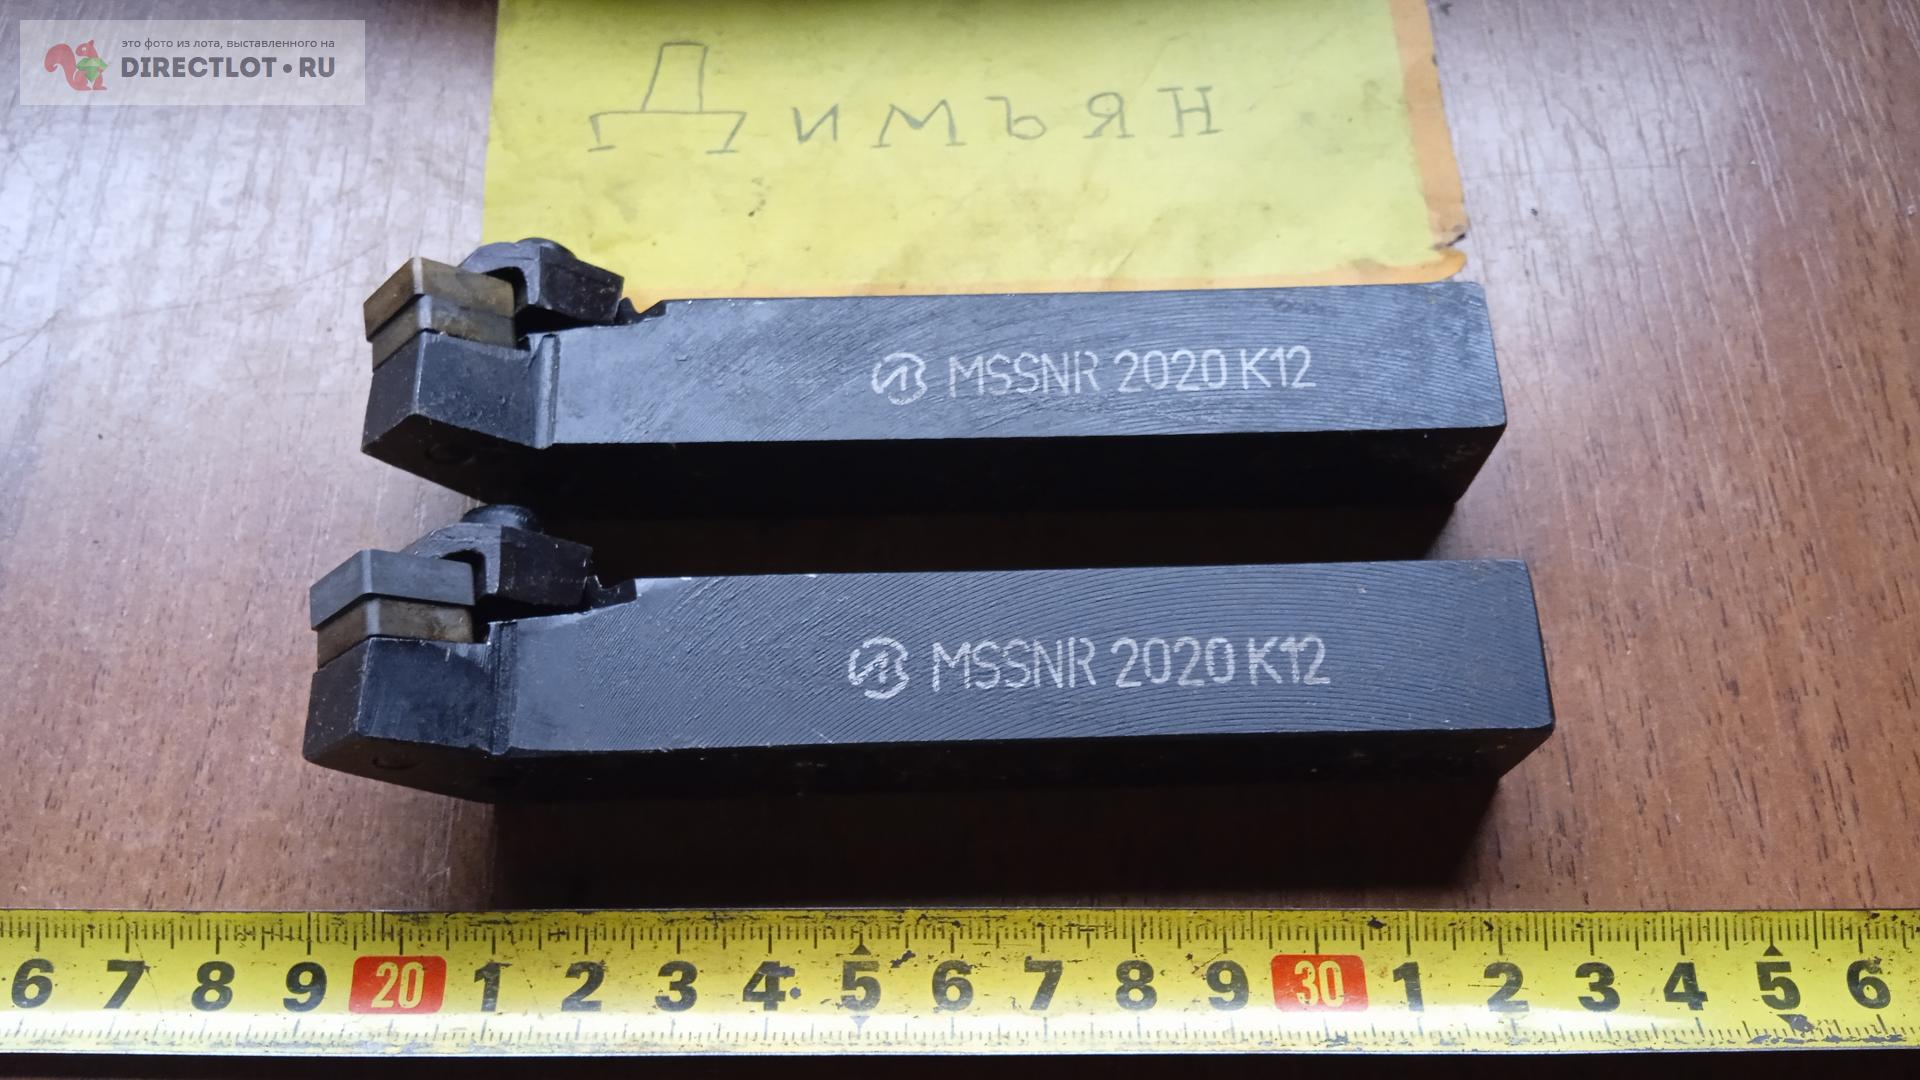 это фото из лота, выставленного на
DIRECTLOT•RU
Димъян
MSSNR 2020 K12
MSSNR 2020 K12
6 7 8 9 20 1 2 3 4 5 6 7 8 9 30 1 2 3 4 5 6